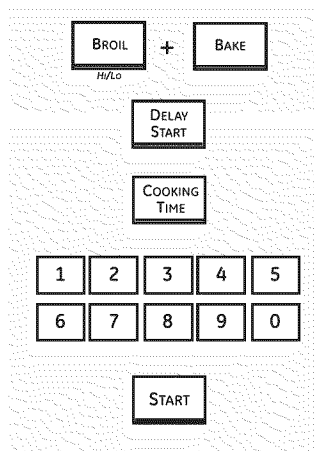 BROIL + BAKE
Hi/Lo
DELAY
START
COOKING
TIME
1 2 3 4 5
6 7 8 9 0
START